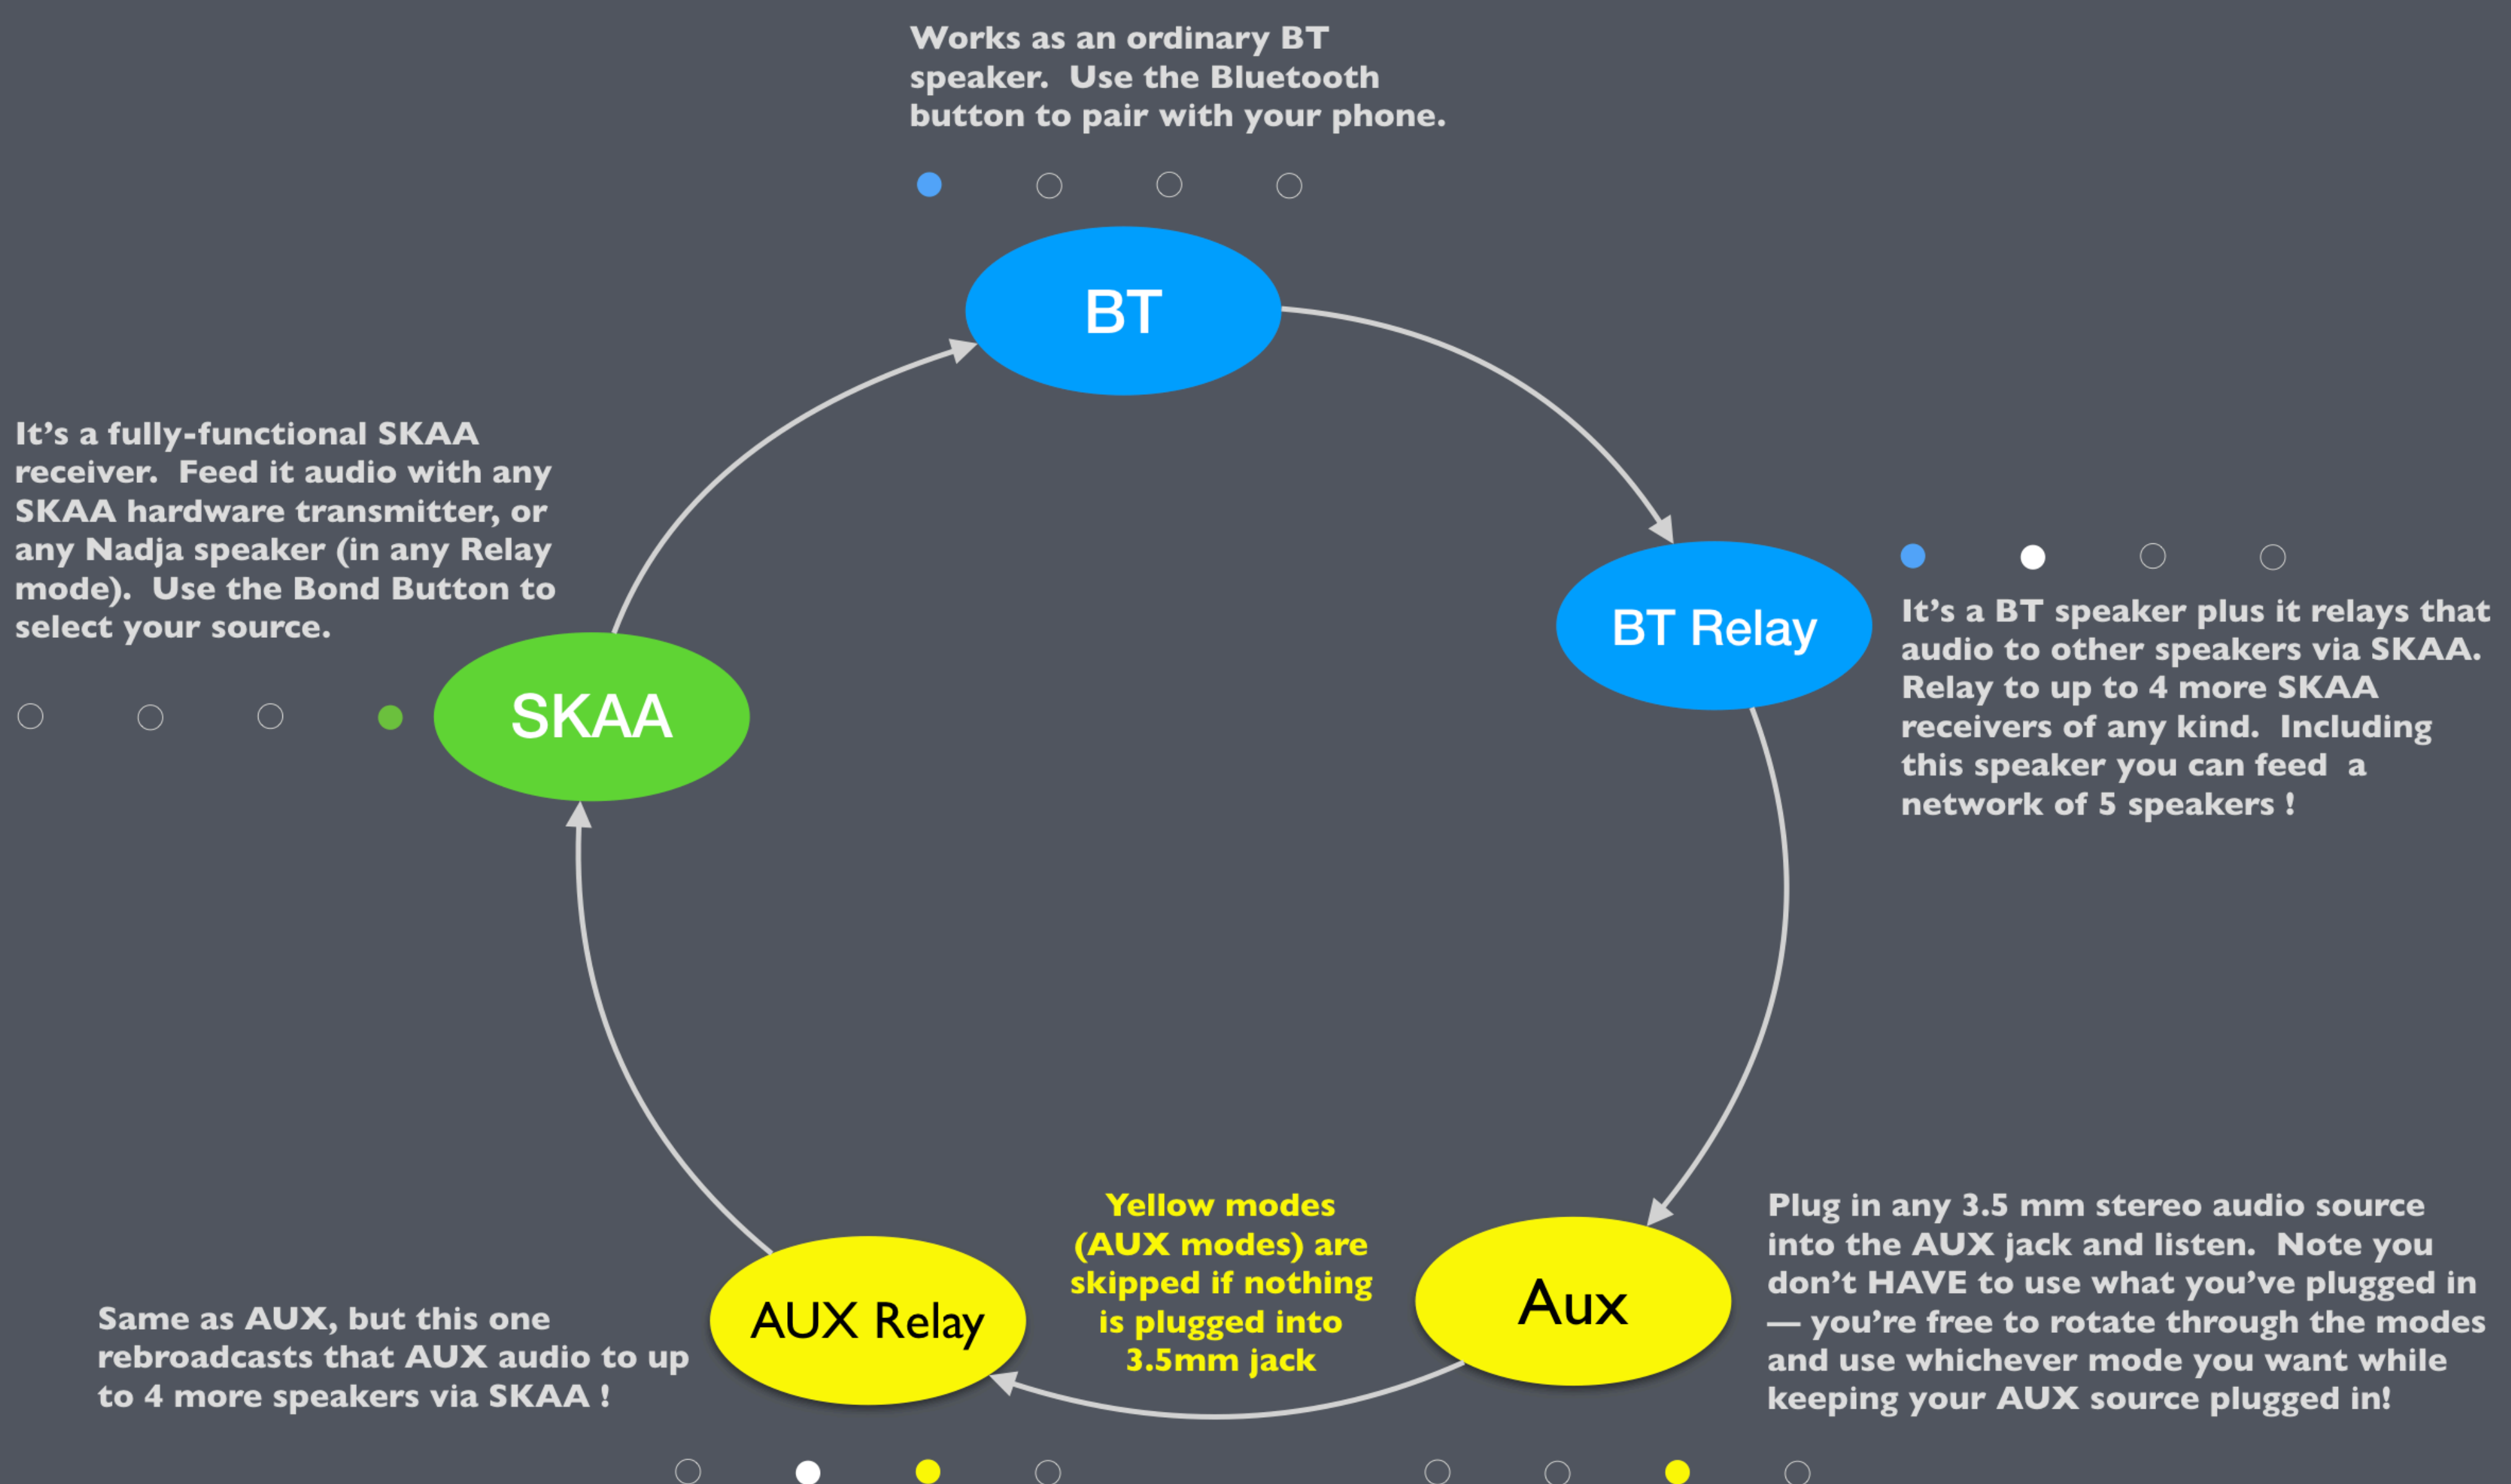 Works as an ordinary BT
speaker.  Use the Bluetooth
button to pair with your phone.
BT
It's a fully-functional SKAA
receiver.  Feed it audio with any
SKAA hardware transmitter, or
any Nadja speaker (in any Relay
mode).  Use the Bond Button to
select your source.
SKAA
BT Relay
It's a BT speaker plus it relays that
audio to other speakers via SKAA.
Relay to up to 4 more SKAA
receivers of any kind.  Including
this speaker you can feed  a
network of 5 speakers !
Plug in any 3.5 mm stereo audio source
into the AUX jack and listen.  Note you
don't HAVE to use what you've plugged in
— you're free to rotate through the modes
and use whichever mode you want while
keeping your AUX source plugged in!
Aux
Yellow modes
(AUX modes) are
skipped if nothing
is plugged into
3.5mm jack
AUX Relay
Same as AUX, but this one
rebroadcasts that AUX audio to up
to 4 more speakers via SKAA !